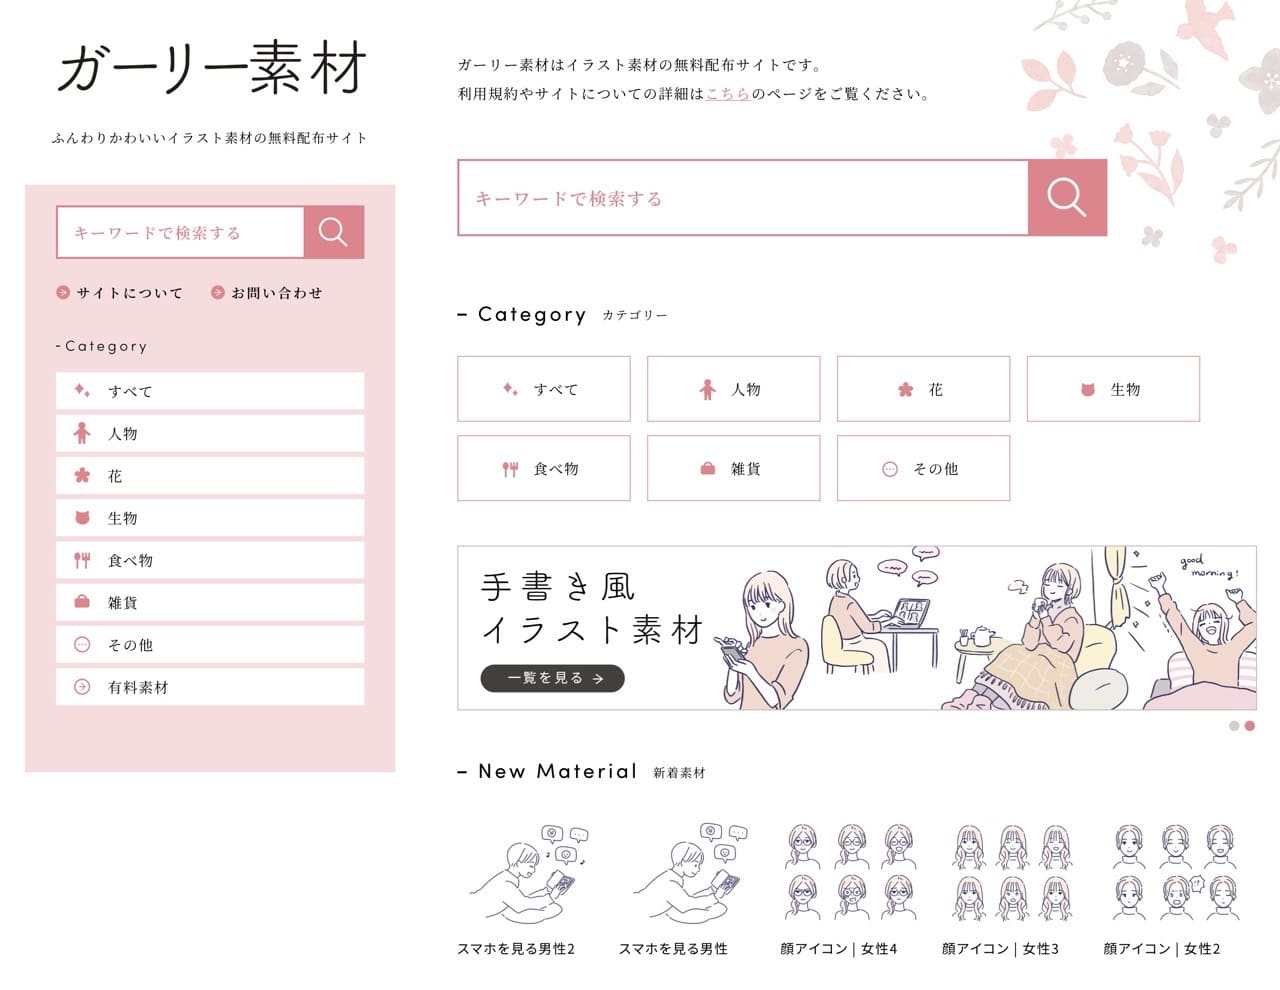 ガーリー素材
ふんわりかわいいイラスト素材の無料配布サイト
キーワードで検索する
サイトについて
お問い合わせ
-Category
すべて
人物
花
生物
食べ物
雑貨
その他
有料素材
ガーリー素材はイラスト素材の無料配布サイトです。
利用規約やサイトについての詳細はこちらのページをご覧ください。
キーワードで検索する
– Category カテゴリー
すべて
人物
花
生物
食べ物
雑貨
その他
手書き風
イラスト素材
一覧を見る
good
morning!
– New Material 新着素材
スマホを見る男性2
スマホを見る男性
顔アイコン | 女性4
顔アイコン | 女性3
顔アイコン | 女性2